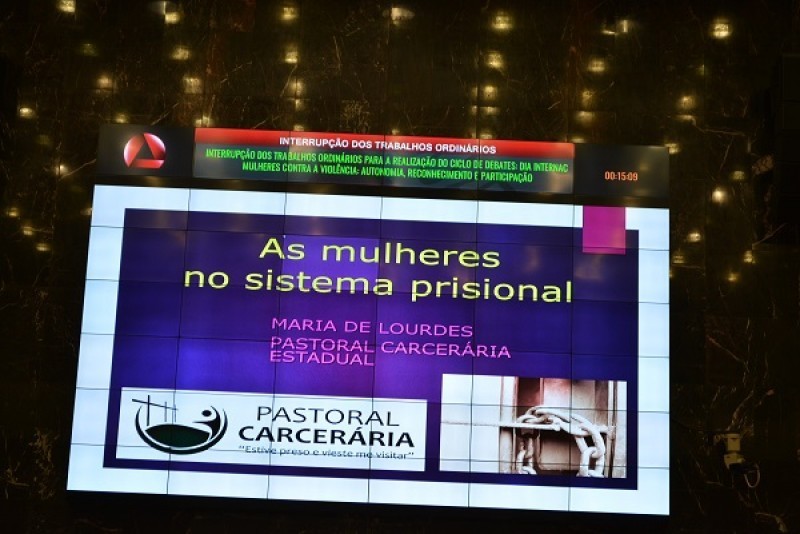 INTERRUPÇÃO DOS TRABALHOS ORDINÁRIOS
INTERRUPÇÃO DOS TRABALHOS ORDINÁRIOS PARA A REALIZAÇÃO DO CICLO DE DEBATES: DIA INTERNAC
MULHERES CONTRA A VIOLÊNCIA: AUTONOMIA, RECONHECIMENTO E PARTICIPAÇÃO
00:15:09
As mulheres
no sistema prisional
MARIA DE LOURDES
PASTORAL CARCERÁRIA
ESTADUAL
PASTORAL
CARCERÁRIA
"Estive preso e vieste me visitar"